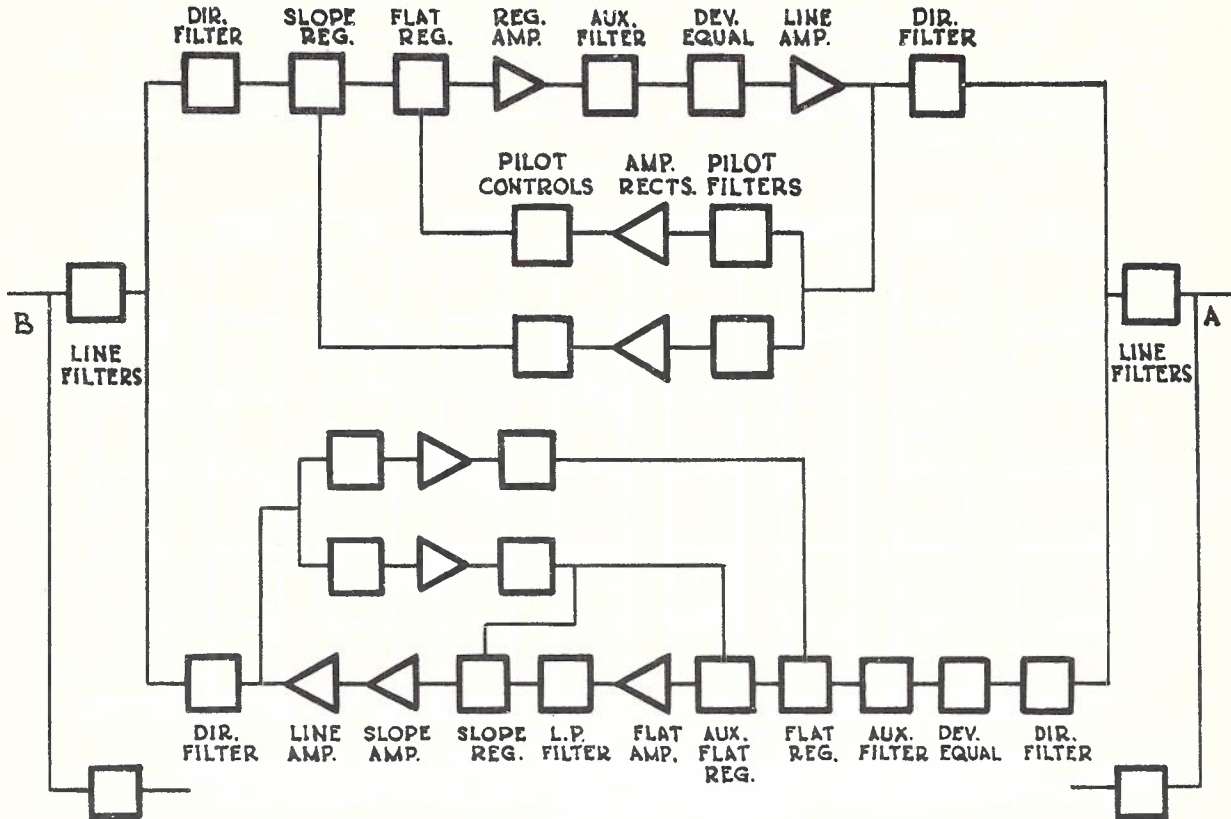 DIR. FILTER
SLOPE REG.
FLAT REG.
REG. AMP.
AUX. FILTER
DEV. EQUAL
LINE AMP.
DIR. FILTER
PILOT CONTROLS
AMP. RECTS.
PILOT FILTERS
B
LINE FILTERS
A
LINE FILTERS
DIR. FILTER
LINE AMP.
SLOPE AMP.
SLOPE REG.
L.P. FILTER
FLAT AMP.
AUX. FLAT REG.
FLAT REG.
AUX. FILTER
DEV. EQUAL
DIR. FILTER